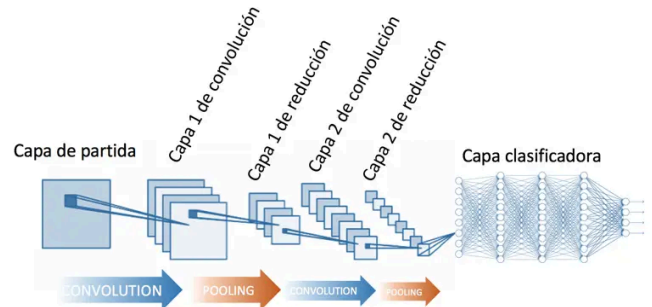 Capa de partida
Capa 1 de convolución
Capa 1 de reducción
Capa 2 de convolución
Capa 2 de reducción
Capa clasificadora
CONVOLUTION
POOLING
CONVOLUTION
POOLING